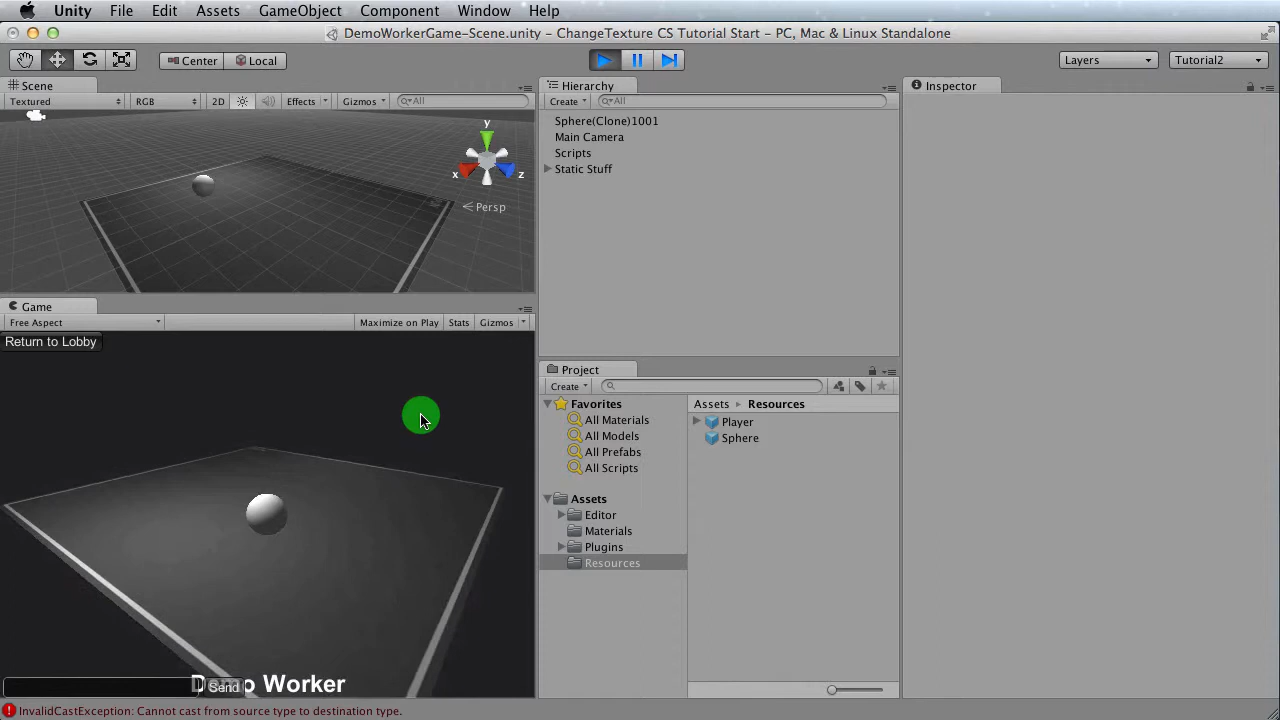 Unity File Edit Assets GameObject Component Window Help
DemoWorkerGame-Scene.unity - ChangeTexture CS Tutorial Start - PC, Mac & Linux Standalone
Center Local Layers Tutorial2
Scene
Textured RGB 2D Effects Gizmos All
y
x z
Persp
Game
Free Aspect Maximize on Play Stats Gizmos
Return to Lobby
Demo Worker
Send
Hierarchy
Create All
Sphere(Clone)1001
Main Camera
Scripts
Static Stuff
Project
Create
Favorites
All Materials
All Models
All Prefabs
All Scripts
Assets
Editor
Materials
Plugins
Resources
Assets Resources
Player
Sphere
Inspector
InvalidCastException: Cannot cast from source type to destination type.